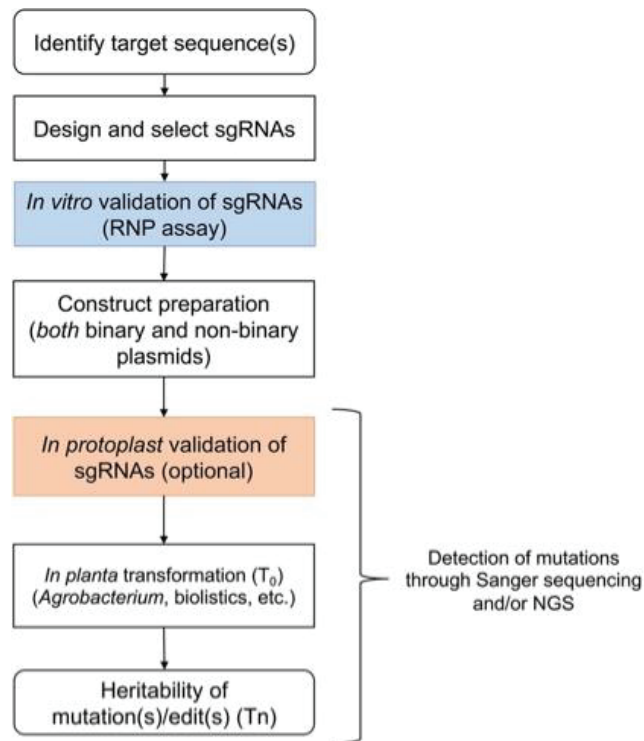 Identify target sequence(s)
Design and select sgRNAs
In vitro validation of sgRNAs
(RNP assay)
Construct preparation
(both binary and non-binary
plasmids)
In protoplast validation of
sgRNAs (optional)
In planta transformation (T₀)
(Agrobacterium, biolistics, etc.)
Heritability of
mutation(s)/edit(s) (Tn)
Detection of mutations
through Sanger sequencing
and/or NGS